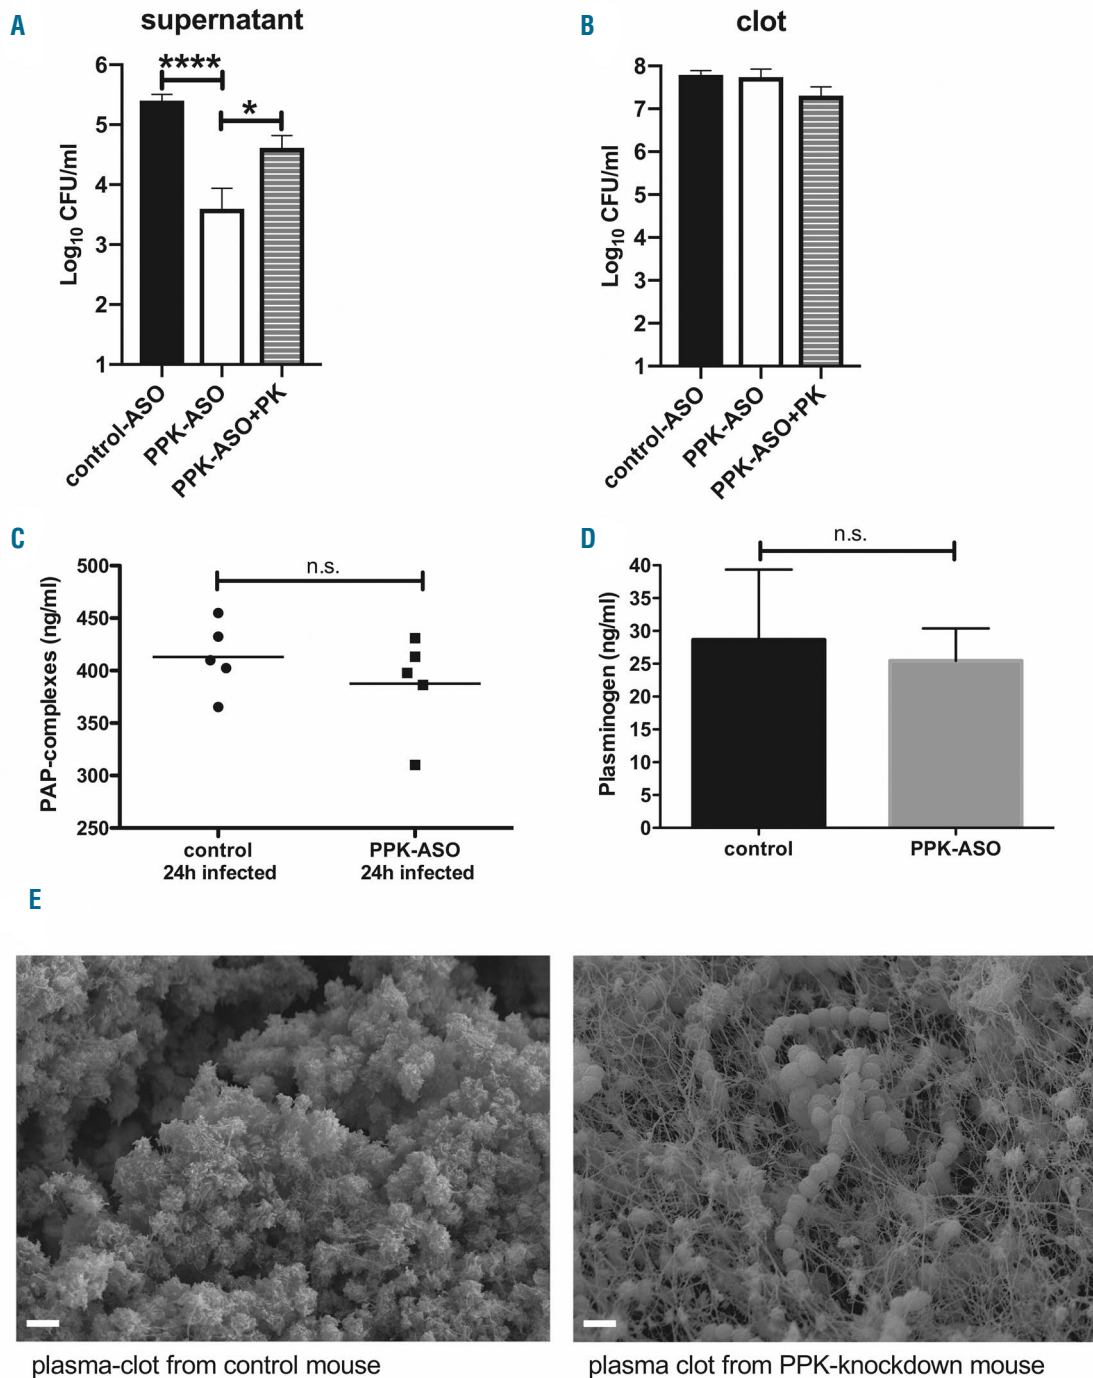 A
supernatant
6
5
4
3
2
1
Log10 CFU/ml
****
*
control-ASO
PPK-ASO
PPK-ASO+PK
B
clot
8
7
6
5
4
3
2
1
Log10 CFU/ml
control-ASO
PPK-ASO
PPK-ASO+PK
C
500
450
400
350
300
250
PAP-complexes (ng/ml)
n.s.
control
24h infected
PPK-ASO
24h infected
D
40
35
30
25
20
15
10
5
0
Plasminogen (ng/ml)
n.s.
control
PPK-ASO
E
plasma-clot from control mouse
plasma clot from PPK-knockdown mouse